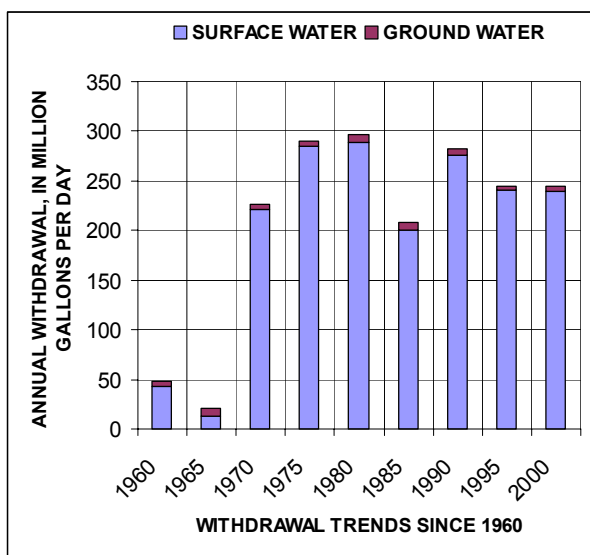 SURFACE WATER GROUND WATER
ANNUAL WITHDRAWAL, IN MILLION
GALLONS PER DAY
350
300
250
200
150
100
50
0
1960 1965 1970 1975 1980 1985 1990 1995 2000
WITHDRAWAL TRENDS SINCE 1960